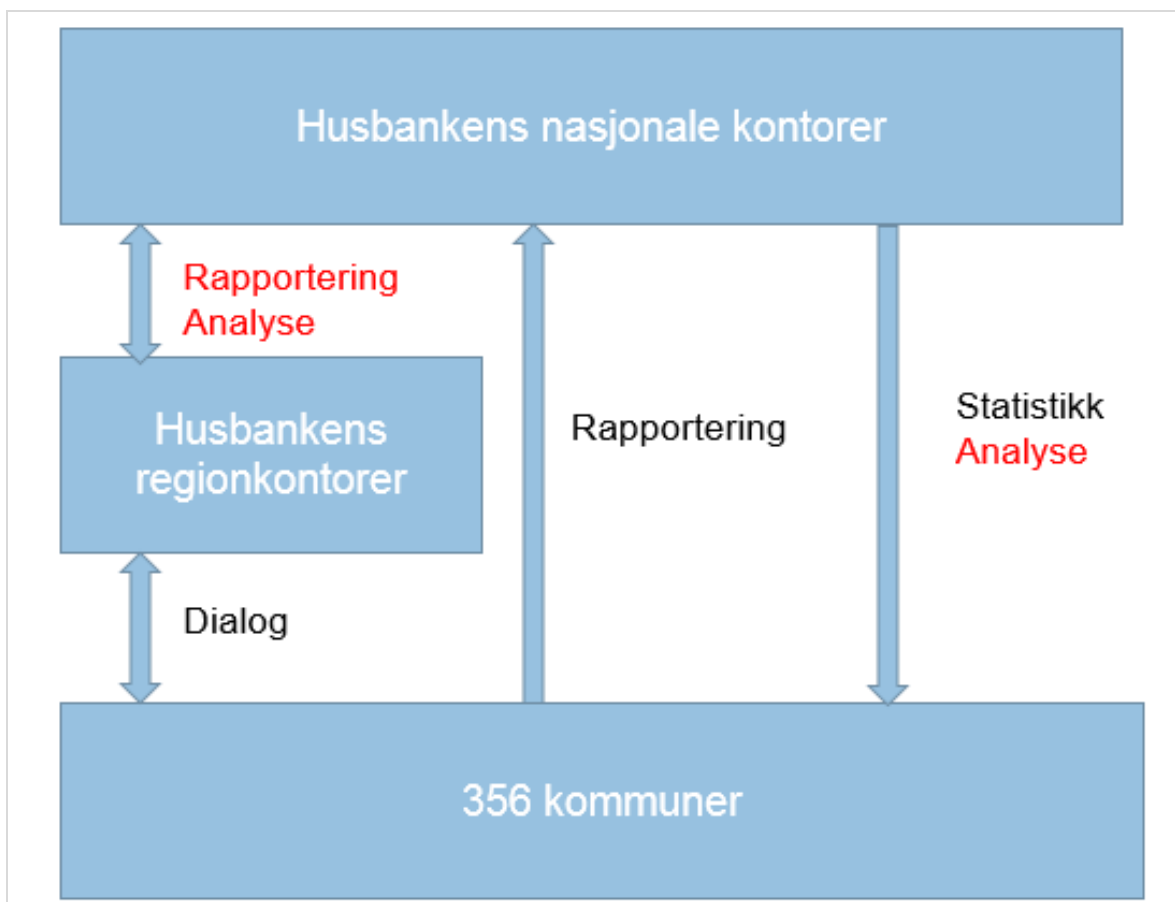 Husbankens nasjonale kontorer
Rapportering
Analyse
Husbankens
regionkontorer
Rapportering
Statistikk
Analyse
Dialog
356 kommuner